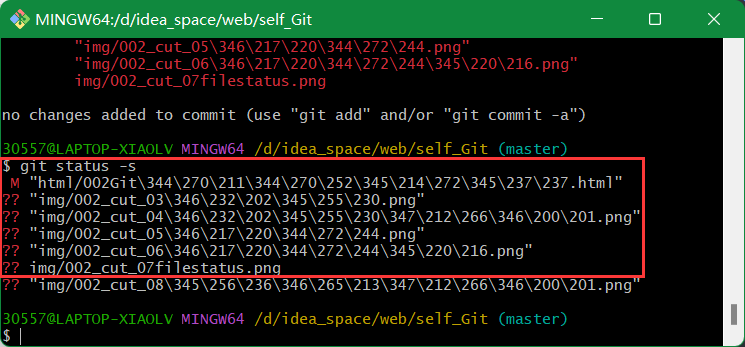 MINGW64:/d/idea_space/web/self_Git
"img/002_cut_05\346\217\220\344\272\244.png"
"img/002_cut_06\346\217\220\344\272\244\345\220\216.png"
img/002_cut_07filestatus.png
no changes added to commit (use "git add" and/or "git commit -a")
30557@LAPTOP-XIAOLV MINGW64 /d/idea_space/web/self_Git (master)
$ git status -s
M "html/002Git\344\270\211\344\270\252\345\214\272\345\237\237.html"
?? "img/002_cut_03\346\232\202\345\255\230.png"
?? "img/002_cut_04\346\232\202\345\255\230\347\212\266\346\200\201.png"
?? "img/002_cut_05\346\217\220\344\272\244.png"
?? "img/002_cut_06\346\217\220\344\272\244\345\220\216.png"
?? img/002_cut_07filestatus.png
?? "img/002_cut_08\345\256\236\346\265\213\347\212\266\346\200\201.png"
30557@LAPTOP-XIAOLV MINGW64 /d/idea_space/web/self_Git (master)
$